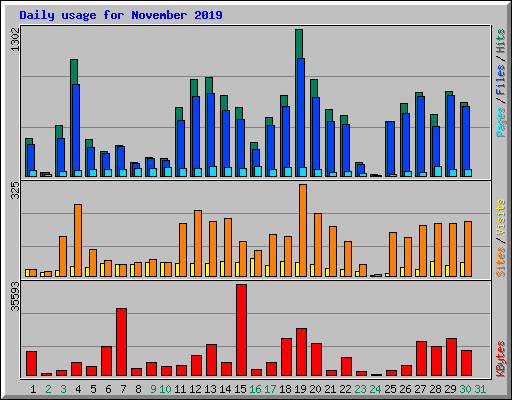 Daily usage for November 2019
1302
Pages / Files / Hits
325
Sites / Visits
35593
KBytes
1 2 3 4 5 6 7 8 9 10 11 12 13 14 15 16 17 18 19 20 21 22 23 24 25 26 27 28 29 30 31